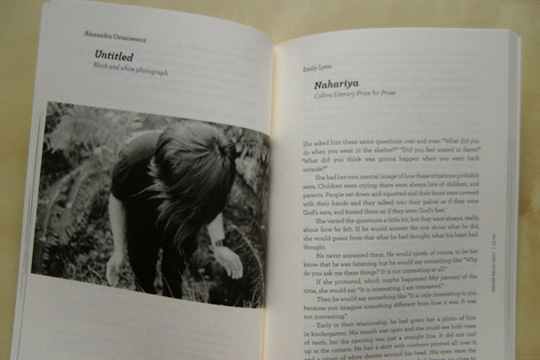 Alexandra Ostasiewicz
Untitled
Black and white photograph
Emily Lyon
Nahariya
Collins Literary Prize for Prose
She asked him these same questions over and over: "What did you
do when you went in the shelter?" "Did you feel scared in there?"
"What did you think was gonna happen when you went back
outside?"
She had her own mental image of how these situations probably
were. Children were crying; there were always lots of children, and
parents. People sat down and squatted and their faces were covered
with their hands and they talked into their palms as if they were
God's ears, and kissed them as if they were God's feet.
She varied the questions a little bit, but they were always, really,
about how he felt. If he would answer the one about what he did,
she would guess from that what he had thought, what his heart had
thought.
He never answered them. He would speak, of course, to let her
know that he was listening, but he would say something like "Why
do you ask me these things? It is not interesting at all."
If she protested, which maybe happened fifty percent of the
time, she would say "It is interesting. I am interested."
Then he would say something like "It is only interesting to you
because you imagine something different from how it was. It was
not interesting."
Early in their relationship, he had given her a photo of him
in kindergarten. His mouth was open and she could see both rows
of teeth, but the opening was just a straight line. It did not curl
up at the corners. He had a shirt with cowboys printed all over it,
and a crown of white daisies around his head. His eyes were the